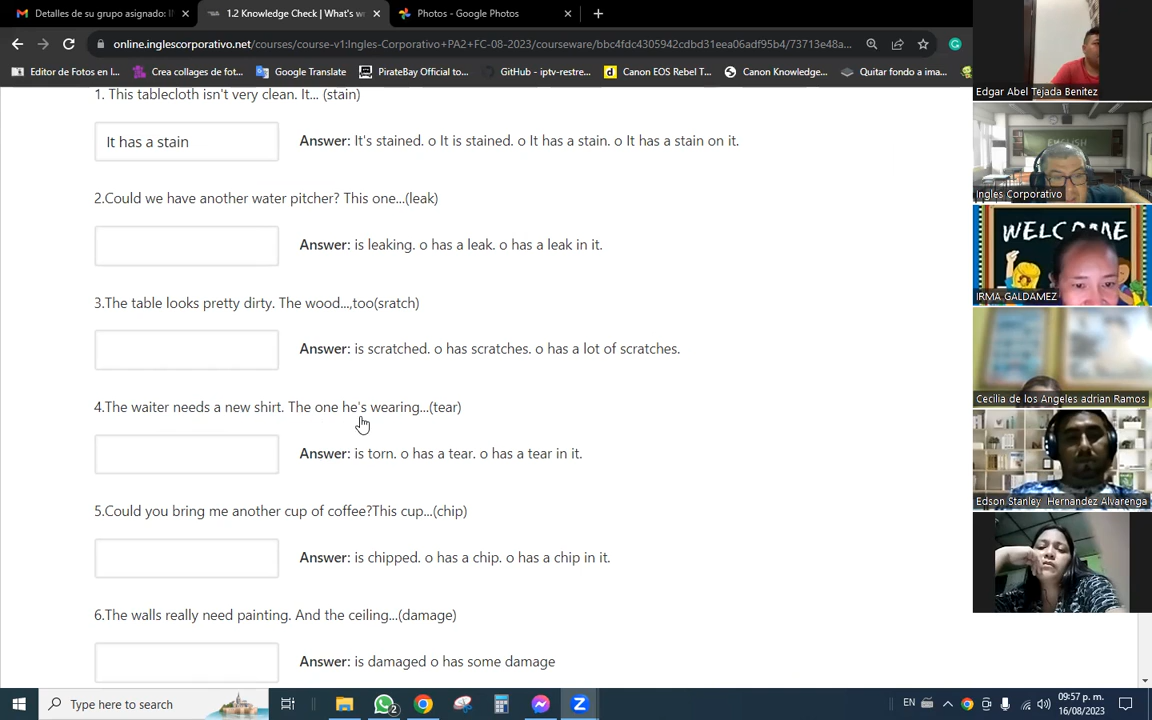 Detalles de su grupo asignado: I
1.2 Knowledge Check | What's w
Photos - Google Photos
online.inglescorporativo.net/courses/course-v1:Ingles-Corporativo+PA2+FC-08-2023/courseware/bbc4fdc4305942cdbd31eea06adf95b4/73713e48a...
Editor de Fotos en l...
Crea collages de fot...
Google Translate
PirateBay Official to...
GitHub - iptv-restre...
Canon EOS Rebel T...
Canon Knowledge...
Quitar fondo a ima...
1. This tablecloth isn't very clean. It... (stain)
It has a stain
Answer: It's stained. o It is stained. o It has a stain. o It has a stain on it.
2.Could we have another water pitcher? This one...(leak)
Answer: is leaking. o has a leak. o has a leak in it.
3.The table looks pretty dirty. The wood...,too(sratch)
Answer: is scratched. o has scratches. o has a lot of scratches.
4.The waiter needs a new shirt. The one he's wearing...(tear)
Answer: is torn. o has a tear. o has a tear in it.
5.Could you bring me another cup of coffee?This cup...(chip)
Answer: is chipped. o has a chip. o has a chip in it.
6.The walls really need painting. And the ceiling...(damage)
Answer: is damaged o has some damage
Edgar Abel Tejada Benitez
ENGLISH
Ingles Corporativo
WELCOME
IRMA GALDAMEZ
Cecilia de los Angeles adrian Ramos
Edson Stanley Hernandez Alvarenga
Type here to search
2
EN
09:57 p. m.
16/08/2023